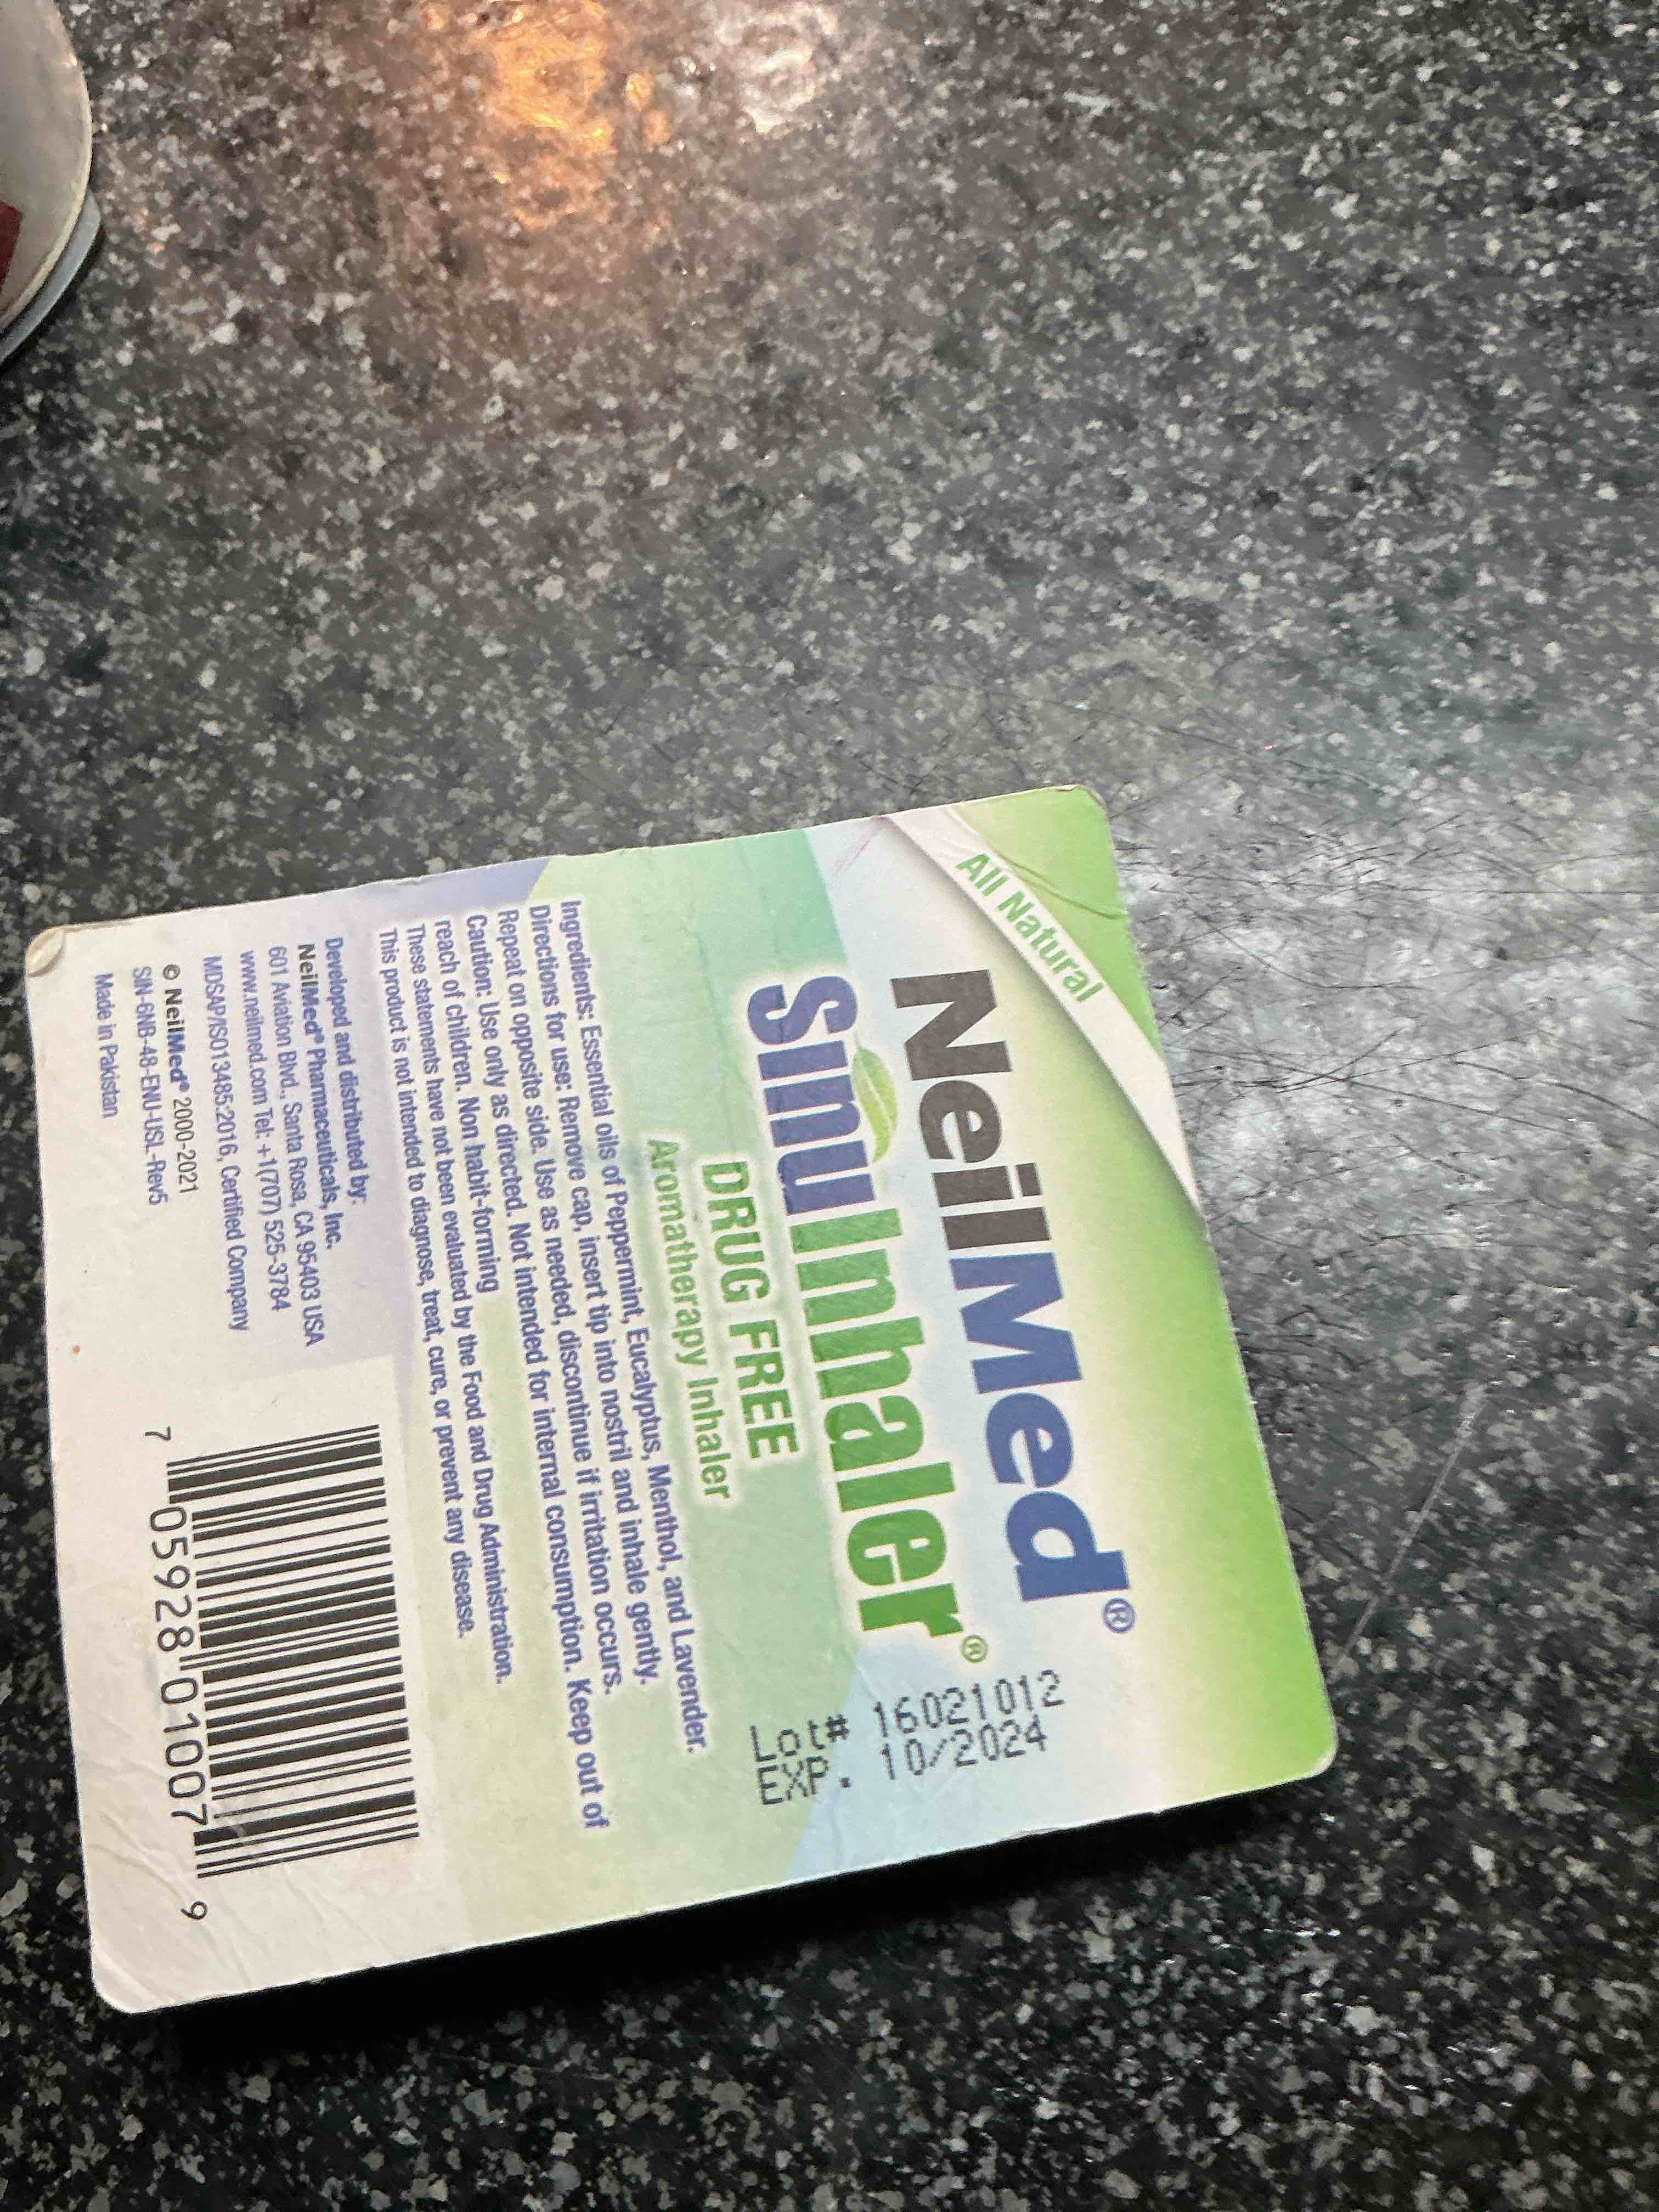 All Natural
NeilMed®
SinuInhaler®
DRUG FREE
Aromatherapy Inhaler
Lot# 16021012
EXP. 10/2024
Ingredients: Essential oils of Peppermint, Eucalyptus, Menthol, and Lavender.
Directions for use: Remove cap, insert tip into nostril and inhale gently.
Repeat on opposite side. Use as needed, discontinue if irritation occurs.
Caution: Use only as directed. Not intended for internal consumption. Keep out of
reach of children. Non habit-forming
These statements have not been evaluated by the Food and Drug Administration.
This product is not intended to diagnose, treat, cure, or prevent any disease.
Developed and distributed by:
NeilMed® Pharmaceuticals, Inc.
601 Aviation Blvd., Santa Rosa, CA 95403 USA
www.neilmed.com Tel: +1(707) 525-3784
MDSAP/ISO13485:2016, Certified Company
© NeilMed® 2000-2021
SIN-6NB-48-ENU-USL-Rev5
Made in Pakistan
7 05928 01007 9